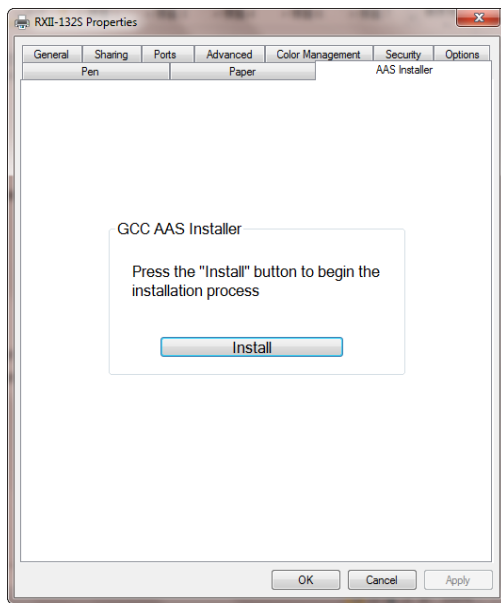 RXII-132S Properties
General Sharing Ports Advanced Color Management Security Options
Pen Paper AAS Installer
GCC AAS Installer
Press the "Install" button to begin the
installation process
Install
OK Cancel Apply